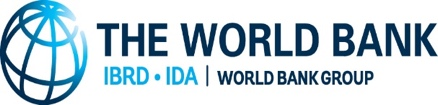 THE WORLD BANK
IBRD • IDA | WORLD BANK GROUP